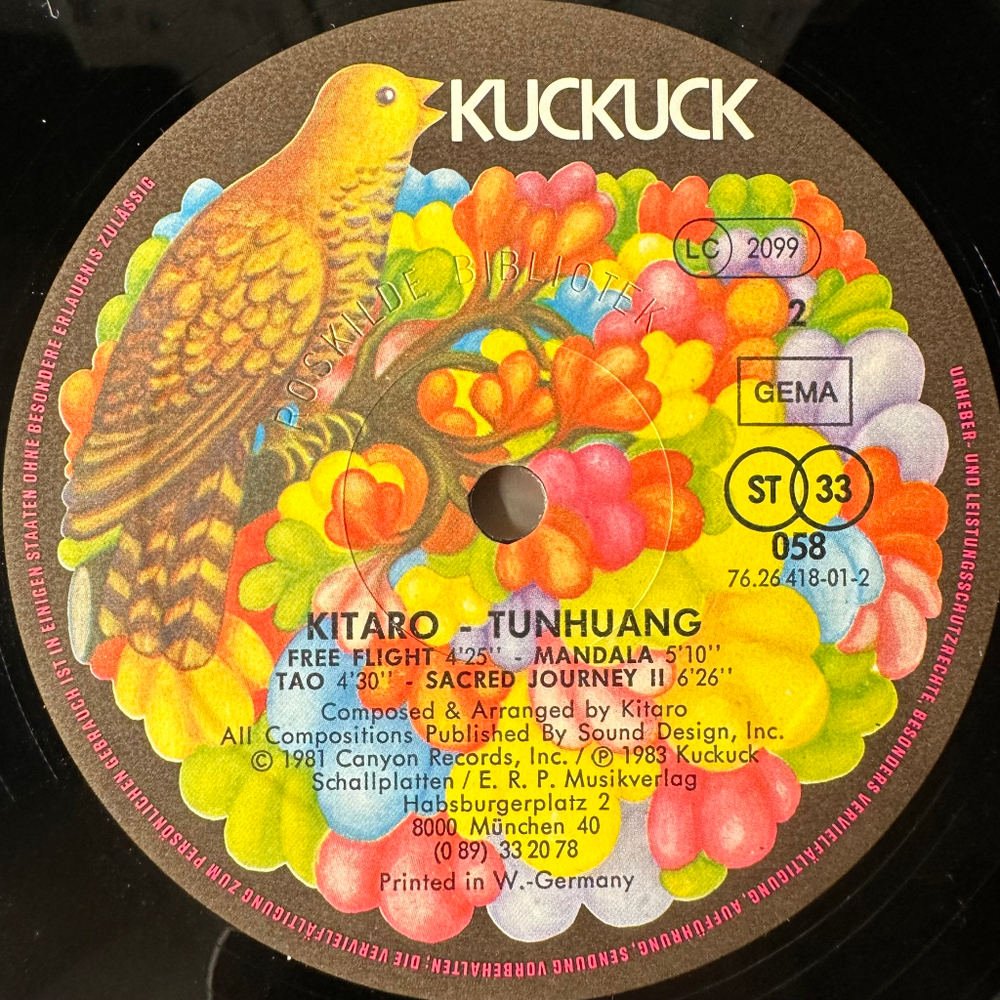 KUCKUCK
LC 2099
ROSKILDE BIBLIOTEK
2
GEMA
ST 33
058
76.26 418-01-2
KITARO - TUNHUANG
FREE FLIGHT 4'25'' - MANDALA 5'10''
TAO 4'30'' - SACRED JOURNEY II 6'26''
Composed & Arranged by Kitaro
All Compositions Published By Sound Design, Inc.
© 1981 Canyon Records, Inc. / ℗ 1983 Kuckuck
Schallplatten / E. R. P. Musikverlag
Habsburgerplatz 2
8000 München 40
(0 89) 33 20 78
Printed in W.-Germany
URHEBER- UND LEISTUNGSSCHUTZRECHTE, BESONDERS VERVIELFÄLTIGUNG, AUFFÜHRUNG, SENDUNG VORBEHALTEN; DIE VERVIELFÄLTIGUNG ZUM PERSÖNLICHEN GEBRAUCH IST IN EINIGEN STAATEN OHNE BESONDERE ERLAUBNIS ZULÄSSIG